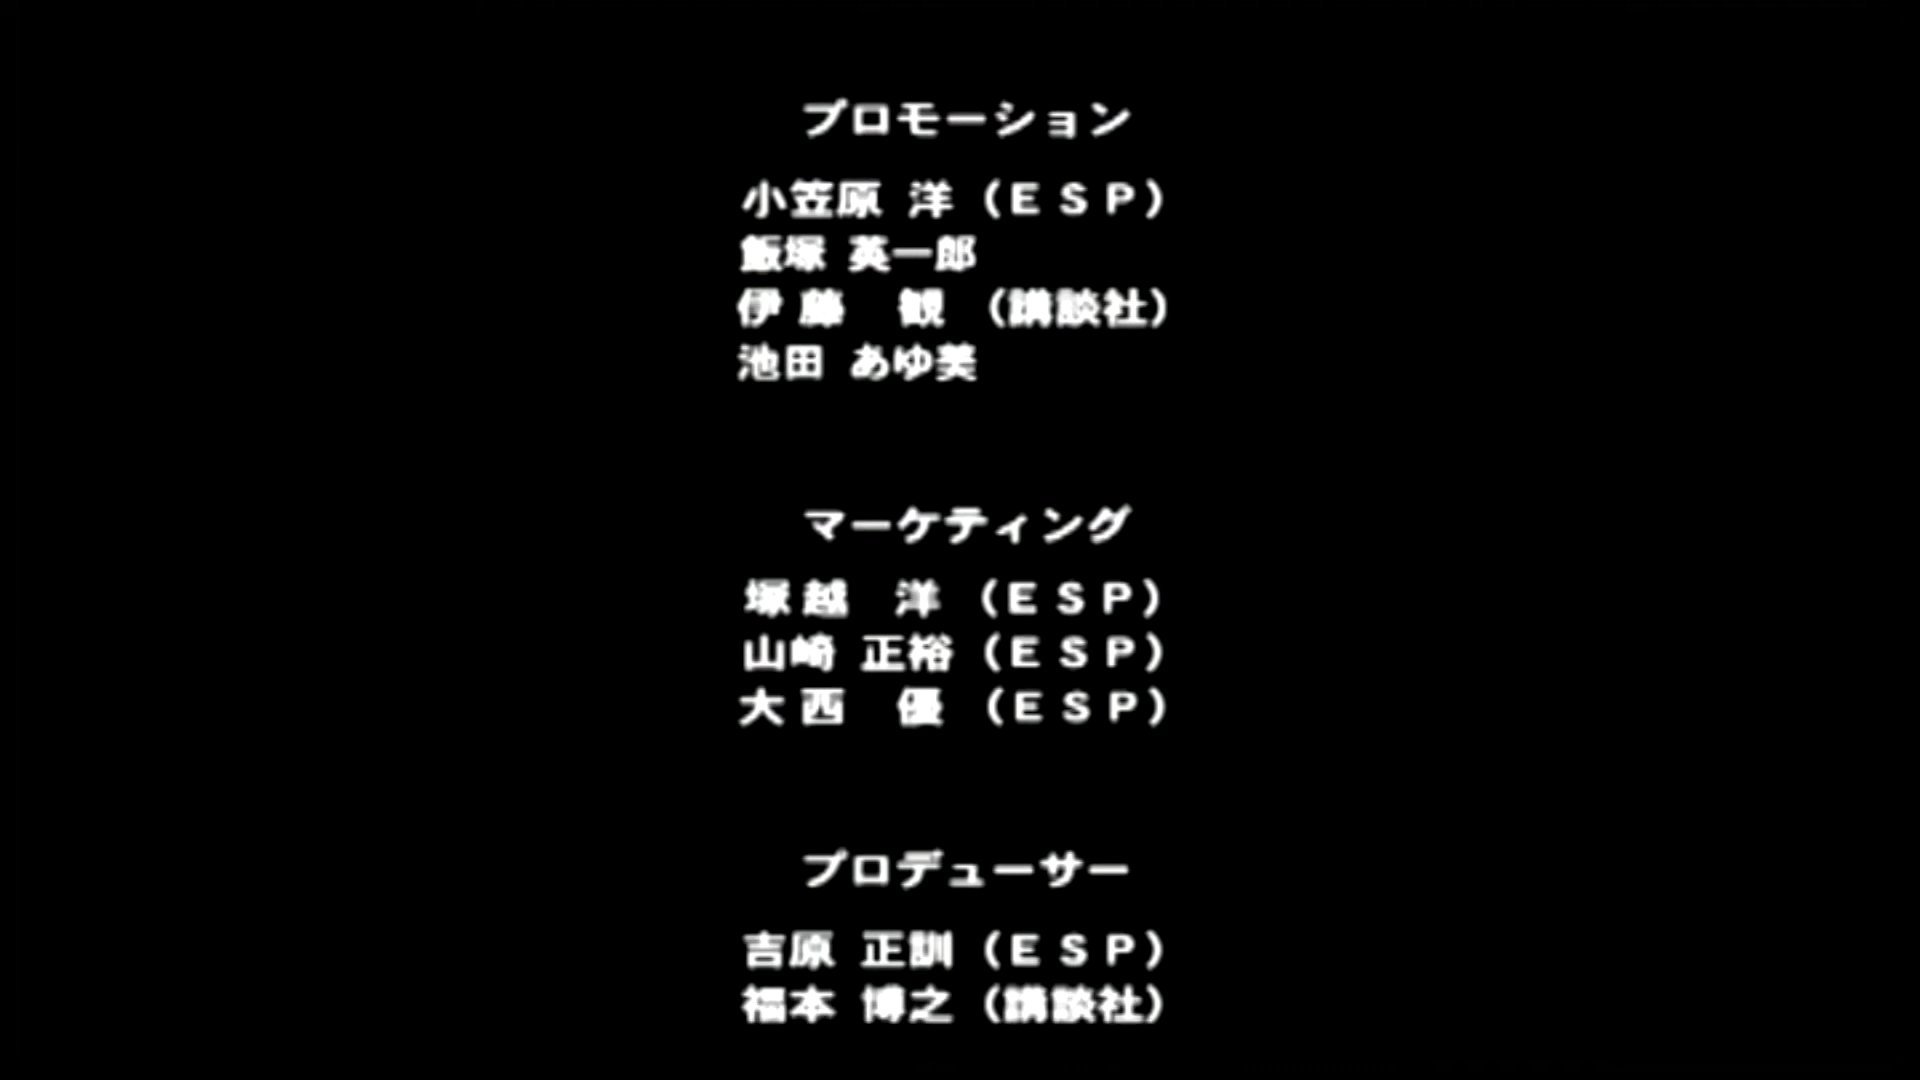 プロモーション
小笠原 洋（ＥＳＰ）
飯塚 英一郎
伊藤 観（講談社）
池田 あゆ美
マーケティング
塚越 洋（ＥＳＰ）
山崎 正裕（ＥＳＰ）
大西 優（ＥＳＰ）
プロデューサー
吉原 正訓（ＥＳＰ）
福本 博之（講談社）